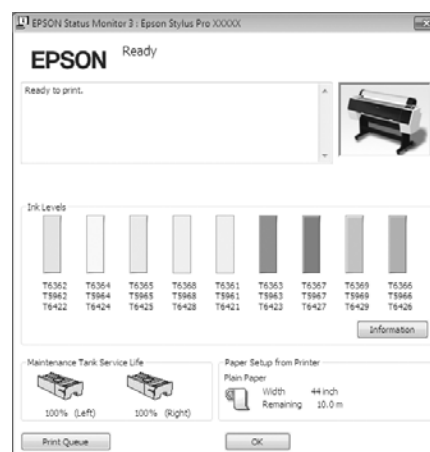 EPSON Status Monitor 3 : Epson Stylus Pro XXXXX
EPSON
Ready
Ready to print.
Ink Levels
T6362 T6364 T6365 T6368 T6361 T6363 T6367 T6369 T6366
T5962 T5964 T5965 T5968 T5961 T5963 T5967 T5969 T5966
T6422 T6424 T6425 T6428 T6421 T6423 T6427 T6429 T6426
Information
Maintenance Tank Service Life
100% (Left) 100% (Right)
Paper Setup from Printer
Plain Paper
Width 44 inch
Remaining 10.0 m
Print Queue
OK